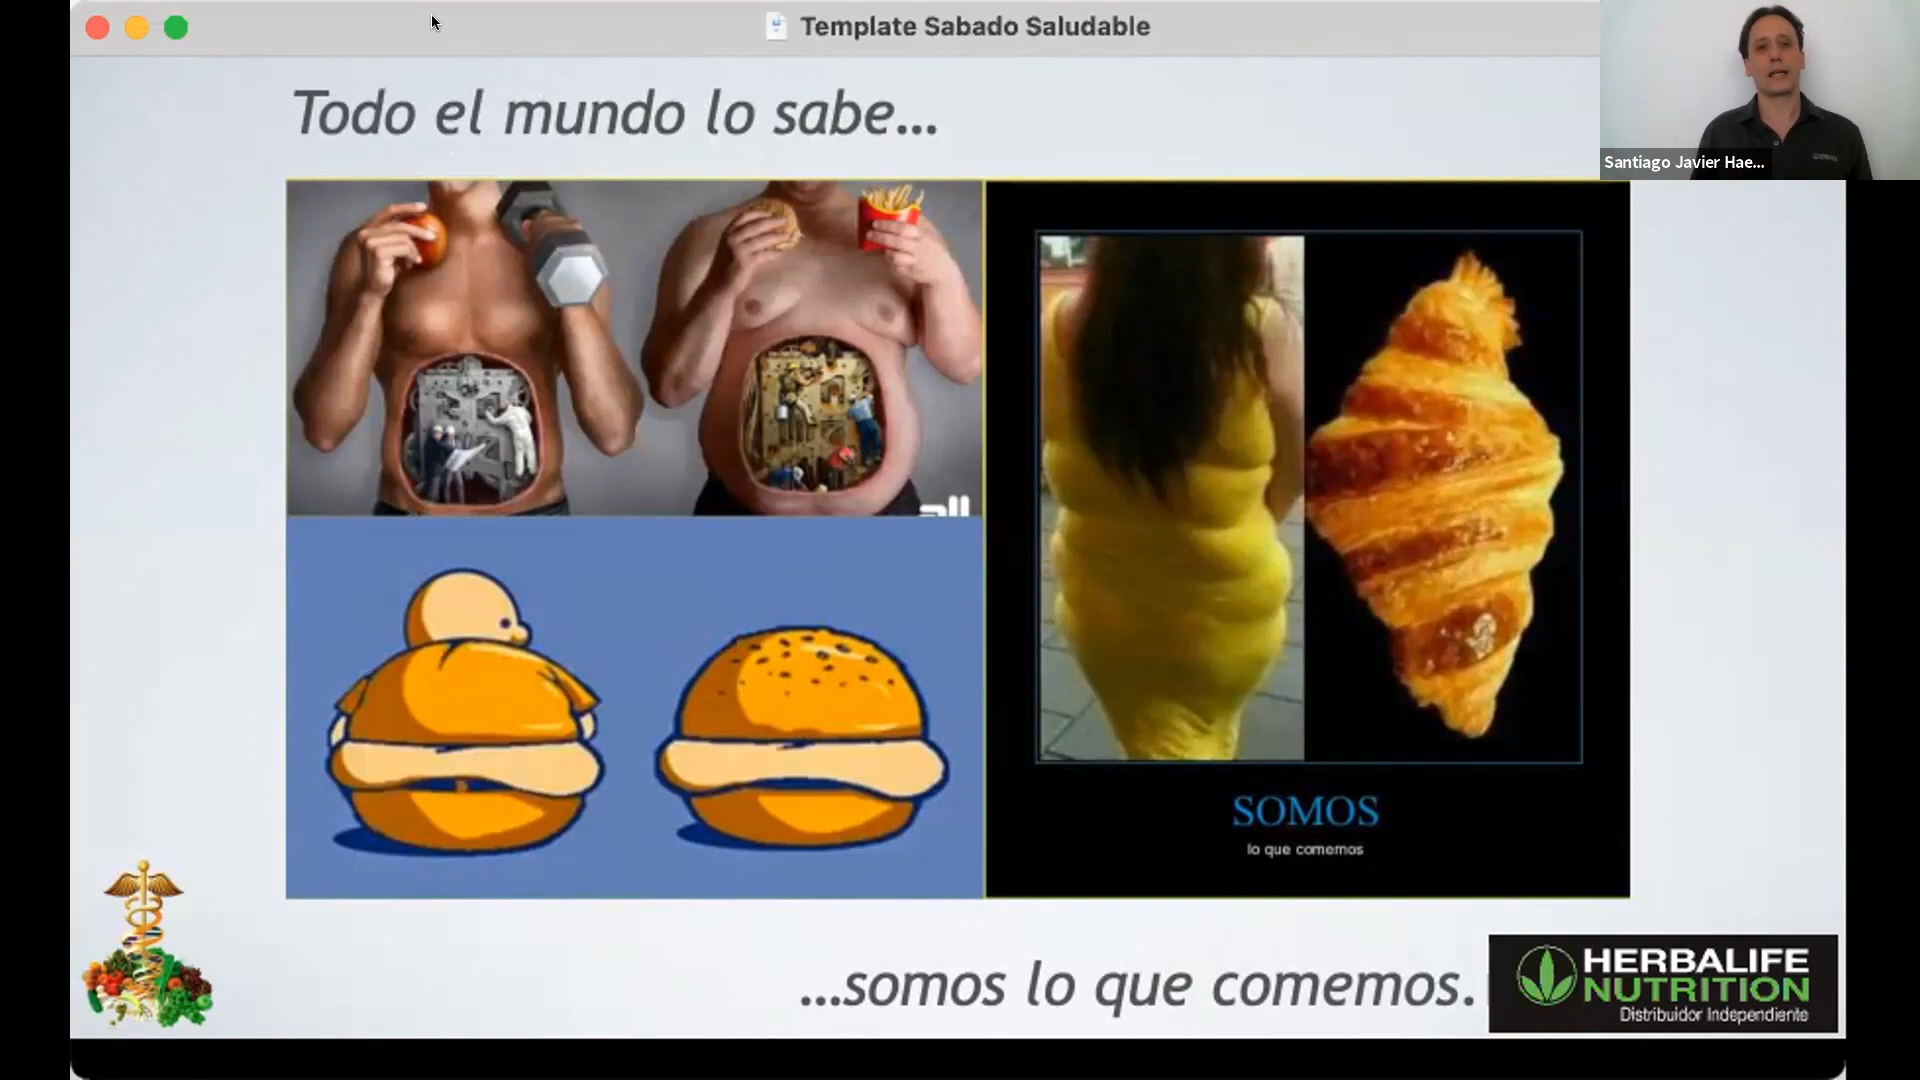 Template Sabado Saludable
Santiago Javier Hae...
Todo el mundo lo sabe...
SOMOS
lo que comemos
...somos lo que comemos.
HERBALIFE
NUTRITION
Distribuidor Independiente